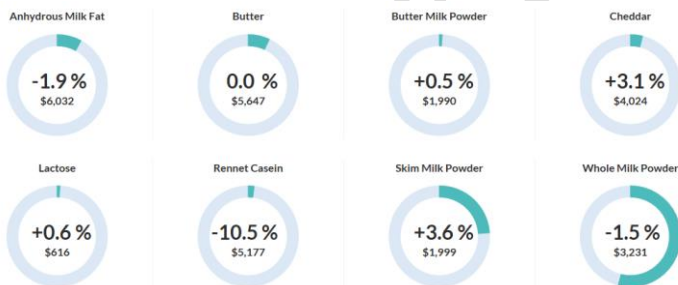 Anhydrous Milk Fat
-1.9 %
$6,032
Butter
0.0 %
$5,647
Butter Milk Powder
+0.5 %
$1,990
Cheddar
+3.1 %
$4,024
Lactose
+0.6 %
$616
Rennet Casein
-10.5 %
$5,177
Skim Milk Powder
+3.6 %
$1,999
Whole Milk Powder
-1.5 %
$3,231